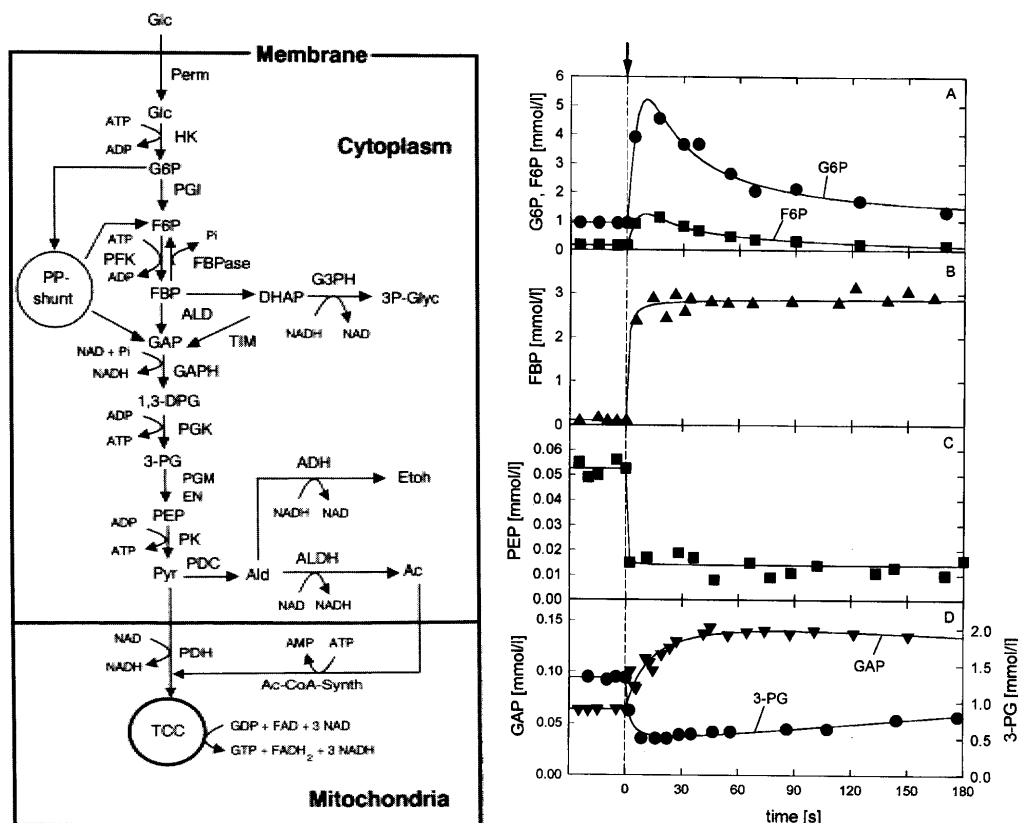 Glc
Membrane
Perm
Glc
ATP
HK
ADP
Cytoplasm
G6P
PGI
F6P
ATP
Pi
PFK
FBPase
ADP
PP-
shunt
G3PH
FBP
DHAP
3P-Glyc
ALD
NADH
NAD
GAP
TIM
NAD + Pi
NADH
GAPH
1,3-DPG
ADP
PGK
ATP
3-PG
PGM
EN
ADH
Etoh
PEP
NADH
NAD
ADP
PK
ATP
PDC
ALDH
Pyr
Ald
Ac
NAD
NADH
NAD
PDH
NADH
AMP
ATP
Ac-CoA-Synth
TCC
GDP + FAD + 3 NAD
GTP + FADH2 + 3 NADH
Mitochondria
A
G6P, F6P [mmol/l]
6
5
4
3
2
1
0
G6P
F6P
B
FBP [mmol/l]
4
3
2
1
0
C
PEP [mmol/l]
0.06
0.05
0.04
0.03
0.02
0.01
0.00
D
GAP [mmol/l]
0.15
0.10
0.05
0.00
GAP
3-PG
2.0
1.5
1.0
0.5
0.0
3-PG [mmol/l]
0 30 60 90 120 150 180
time [s]